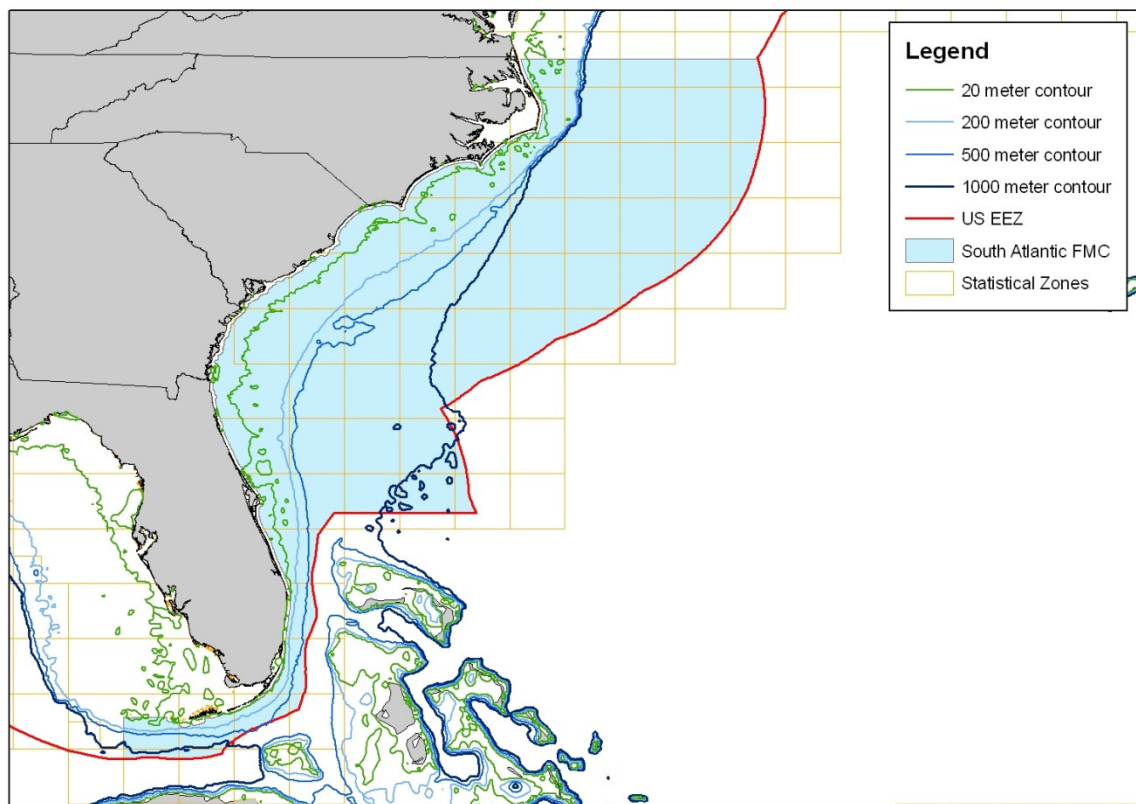 Legend
20 meter contour
200 meter contour
500 meter contour
1000 meter contour
US EEZ
South Atlantic FMC
Statistical Zones